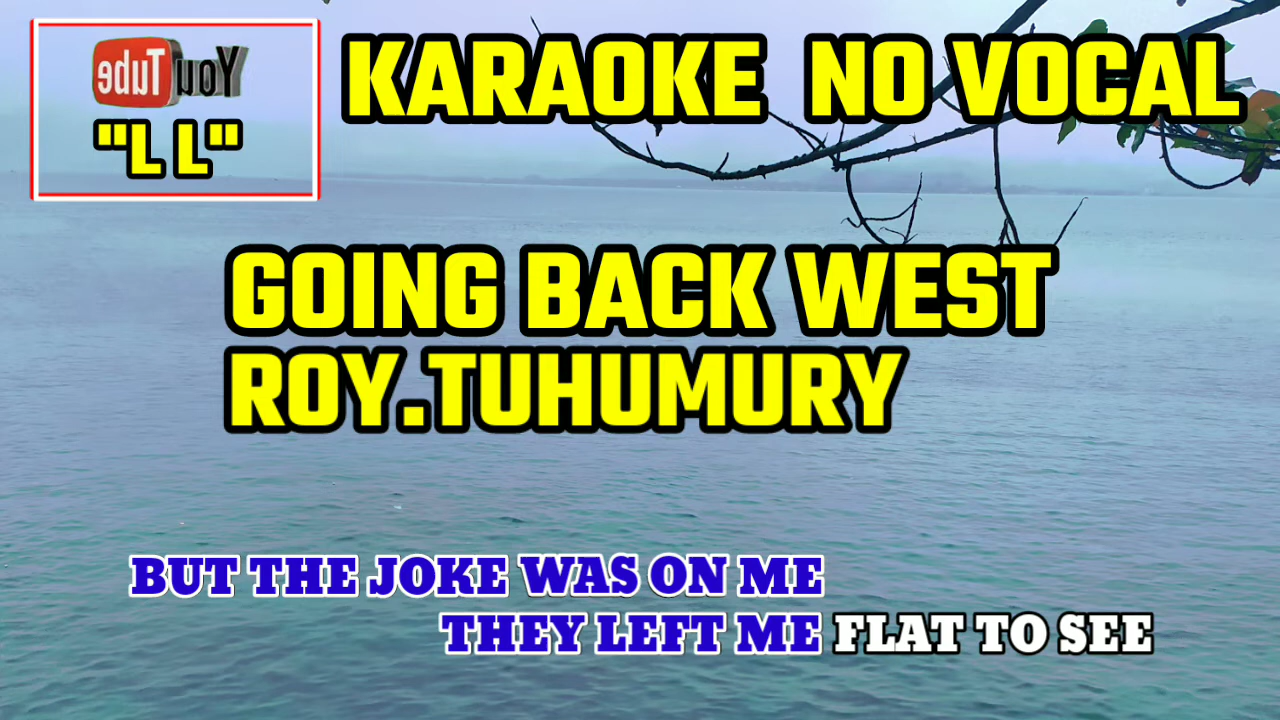 YouTube
"L L"
KARAOKE NO VOCAL
GOING BACK WEST
ROY.TUHUMURY
BUT THE JOKE WAS ON ME
THEY LEFT ME FLAT TO SEE